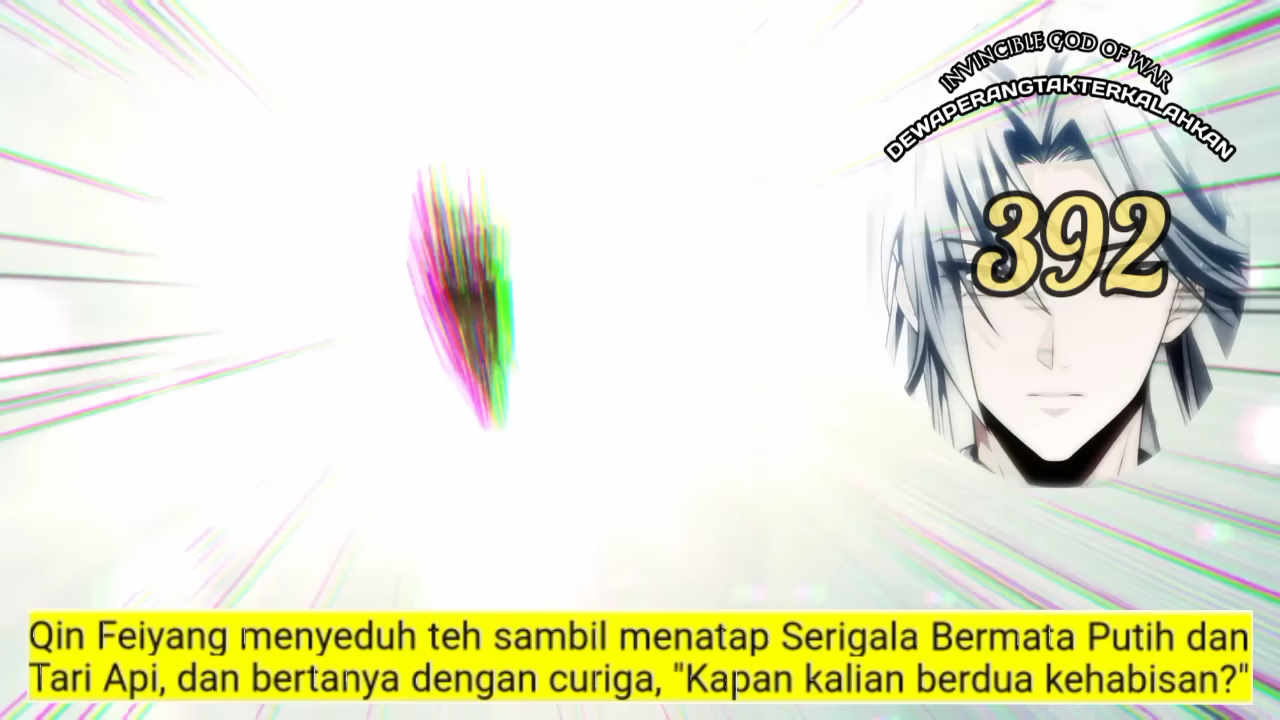 INVINCIBLE GOD OF WAR
DEWAPERANGTAKTERKALAHKAN
392
Qin Feiyang menyeduh teh sambil menatap Serigala Bermata Putih dan
Tari Api, dan bertanya dengan curiga, "Kapan kalian berdua kehabisan?"